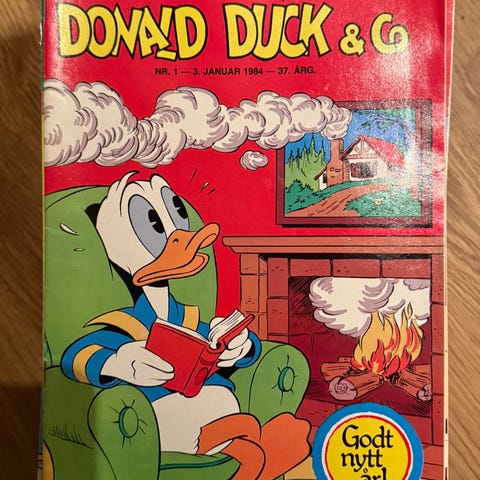 DONALD DUCK & Co
NR. 1 — 3. JANUAR 1984 — 37. ÅRG.
Godt
nytt
år!